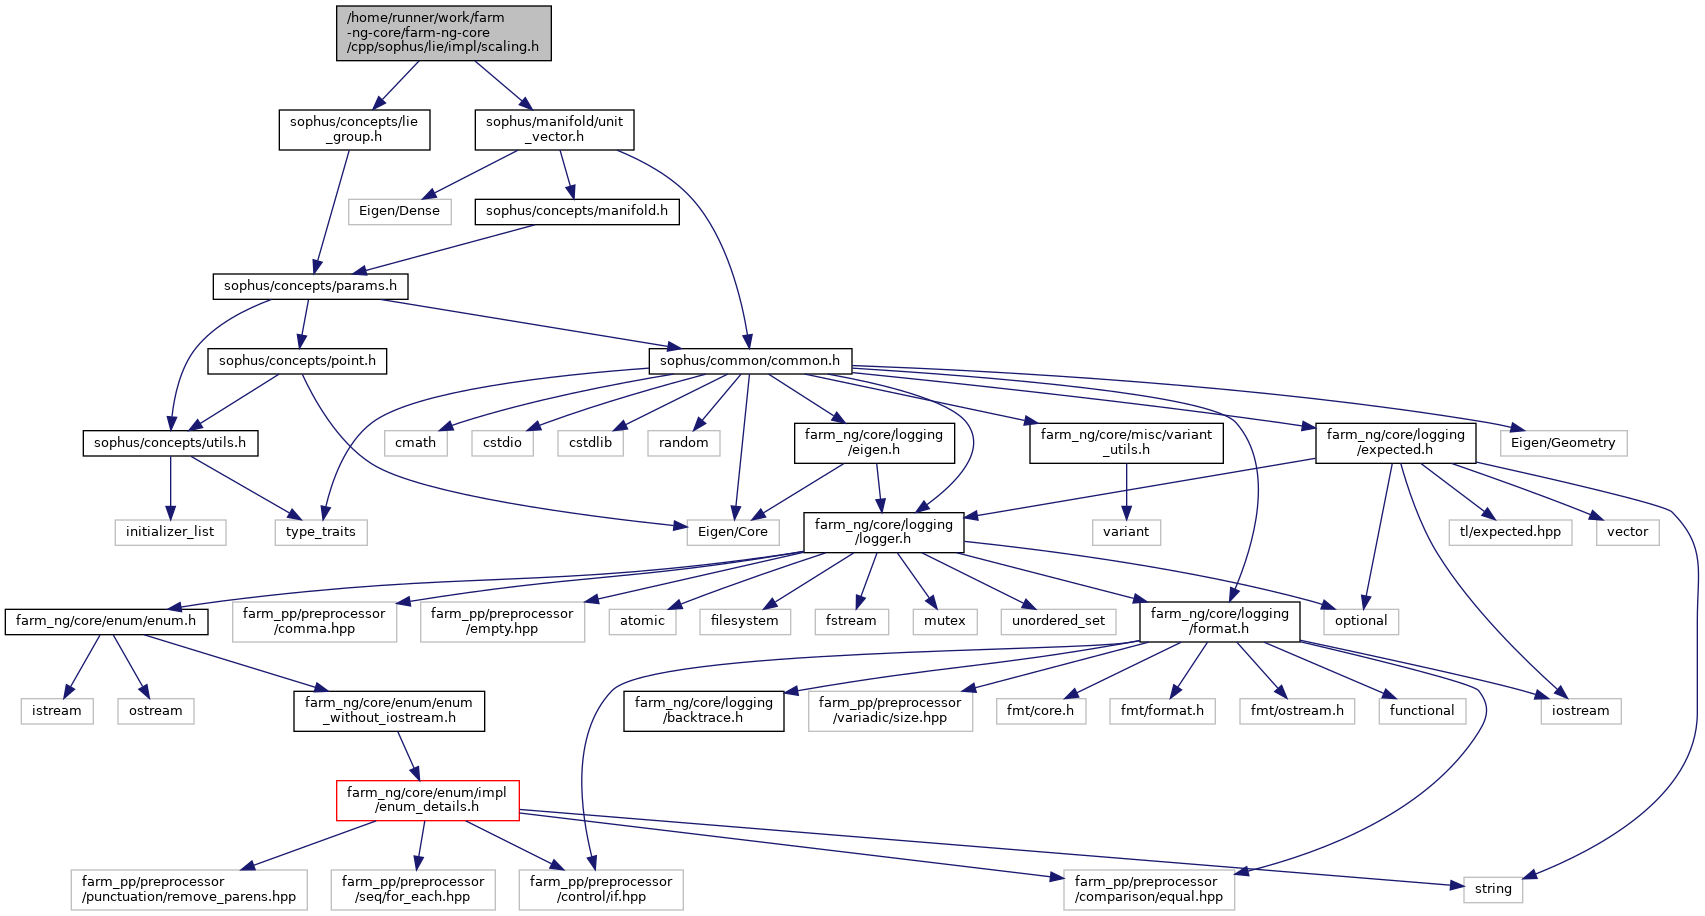 /home/runner/work/farm
-ng-core/farm-ng-core
/cpp/sophus/lie/impl/scaling.h
sophus/concepts/lie
_group.h
sophus/manifold/unit
_vector.h
Eigen/Dense
sophus/concepts/manifold.h
sophus/concepts/params.h
sophus/concepts/point.h
sophus/common/common.h
sophus/concepts/utils.h
cmath
cstdio
cstdlib
random
farm_ng/core/logging
/eigen.h
farm_ng/core/misc/variant
_utils.h
farm_ng/core/logging
/expected.h
Eigen/Geometry
initializer_list
type_traits
Eigen/Core
farm_ng/core/logging
/logger.h
variant
tl/expected.hpp
vector
farm_ng/core/enum/enum.h
farm_pp/preprocessor
/comma.hpp
farm_pp/preprocessor
/empty.hpp
atomic
filesystem
fstream
mutex
unordered_set
farm_ng/core/logging
/format.h
optional
istream
ostream
farm_ng/core/enum/enum
_without_iostream.h
farm_ng/core/logging
/backtrace.h
farm_pp/preprocessor
/variadic/size.hpp
fmt/core.h
fmt/format.h
fmt/ostream.h
functional
iostream
farm_ng/core/enum/impl
/enum_details.h
farm_pp/preprocessor
/punctuation/remove_parens.hpp
farm_pp/preprocessor
/seq/for_each.hpp
farm_pp/preprocessor
/control/if.hpp
farm_pp/preprocessor
/comparison/equal.hpp
string